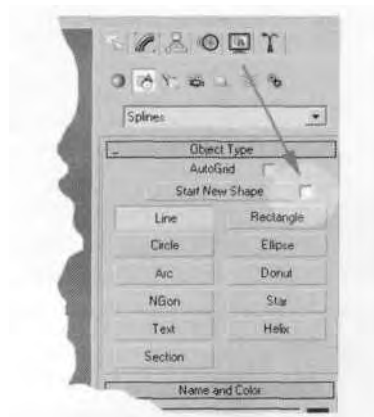 Splines
Object Type
AutoGrid
Start New Shape
Line Rectangle
Circle Ellipse
Arc Donut
NGon Star
Text Helix
Section
Name and Color